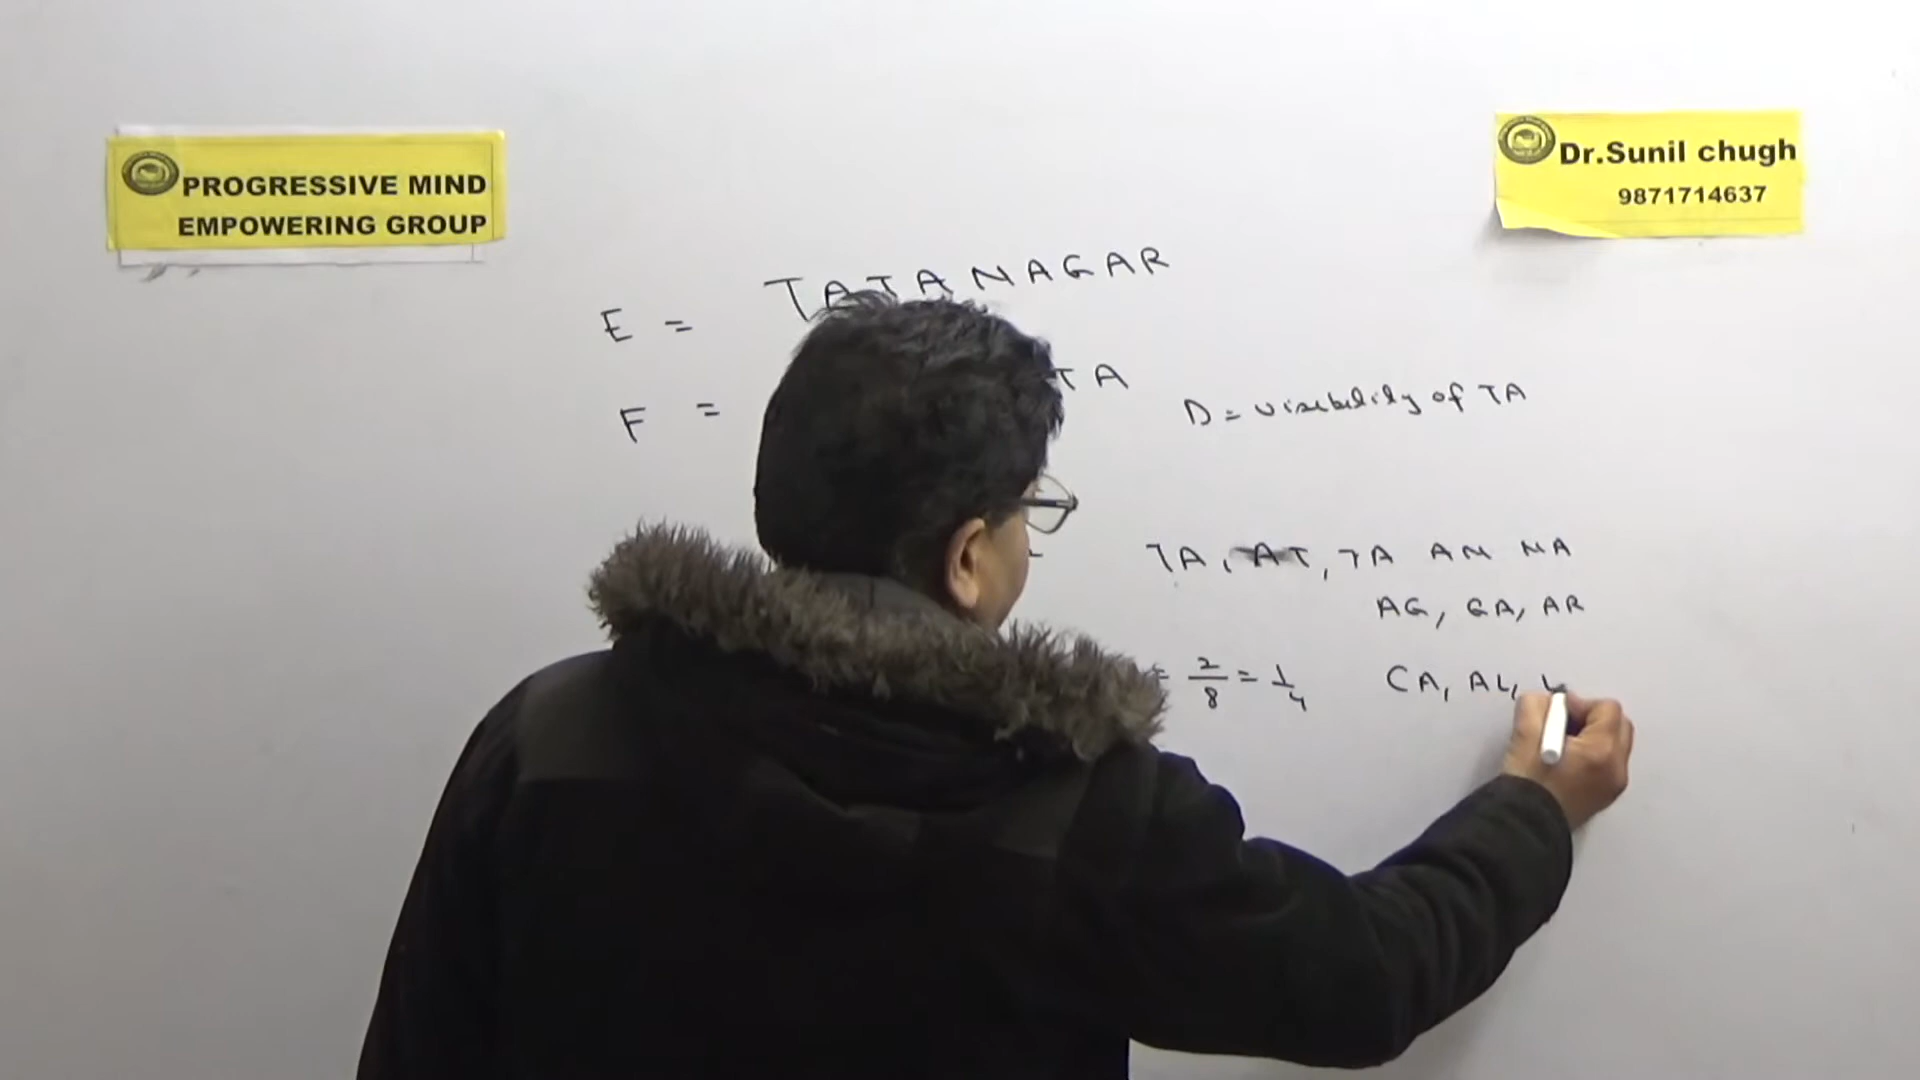 PROGRESSIVE MIND
EMPOWERING GROUP
Dr.Sunil chugh
9871714637
E = TATANAGAR
F = TA
D = visibility of TA
TA, AT, TA AN NA
AG, GA, AR
= 2/8 = 1/4
CA, AL, L